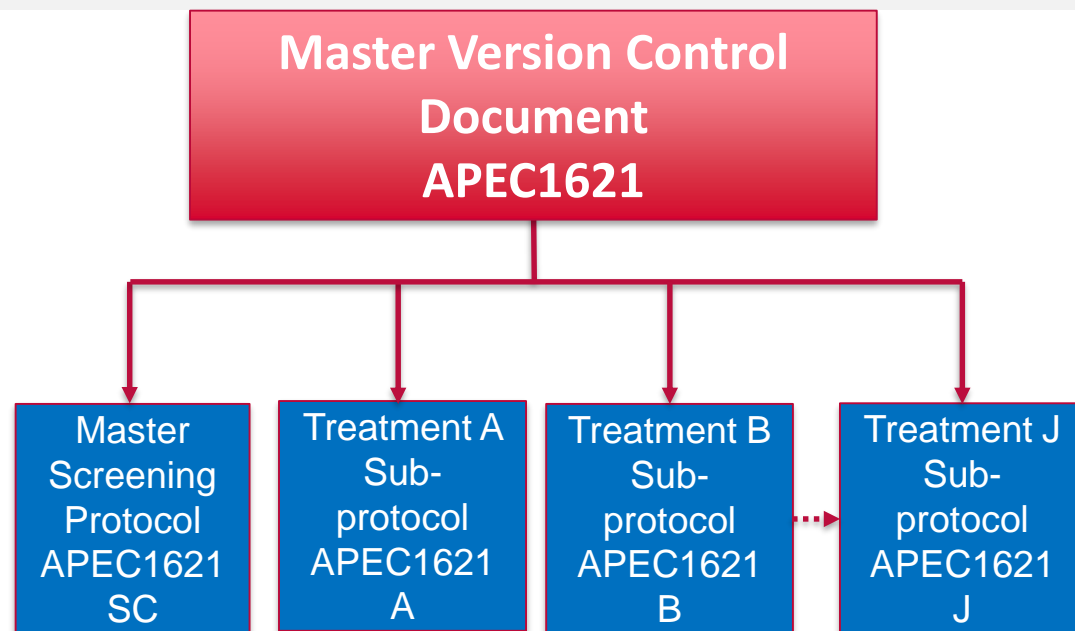 Master Version Control
Document
APEC1621
Master
Screening
Protocol
APEC1621
SC
Treatment A
Sub-
protocol
APEC1621
A
Treatment B
Sub-
protocol
APEC1621
B
Treatment J
Sub-
protocol
APEC1621
J